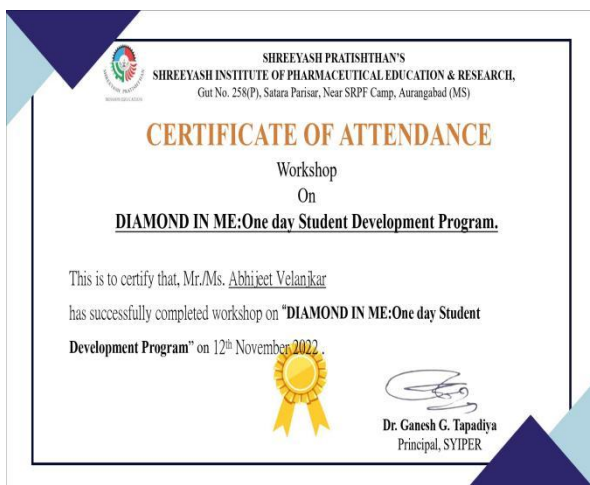 SHREEYASH PRATISHTHAN'S
SHREEYASH INSTITUTE OF PHARMACEUTICAL EDUCATION & RESEARCH,
Gut No. 258(P), Satara Parisar, Near SRPF Camp, Aurangabad (MS)
CERTIFICATE OF ATTENDANCE
Workshop
On
DIAMOND IN ME:One day Student Development Program.
This is to certify that, Mr./Ms. Abhijeet Velanjkar
has successfully completed workshop on "DIAMOND IN ME:One day Student
Development Program" on 12th November 2022 .
Dr. Ganesh G. Tapadiya
Principal, SYIPER